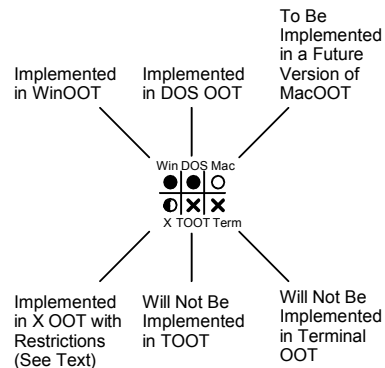 To Be
Implemented
in a Future
Version of
MacOOT
Implemented
in WinOOT
Implemented
in DOS OOT
Win DOS Mac
X TOOT Term
Implemented
in X OOT with
Restrictions
(See Text)
Will Not Be
Implemented
in TOOT
Will Not Be
Implemented
in Terminal
OOT